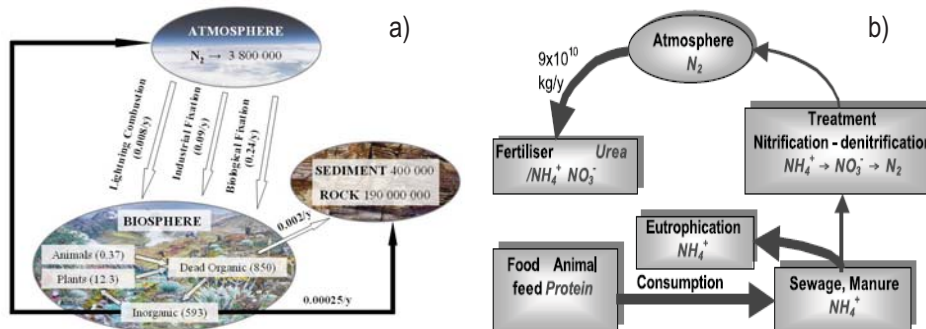 a)
ATMOSPHERE
N₂ → 3 800 000
Lightning Combustion
(0.008/y)
Industrial Fixation
(0.09/y)
Biological Fixation
(0.24/y)
SEDIMENT 400 000
ROCK 190 000 000
0.002/y
BIOSPHERE
Animals (0.37)
Dead Organic (850)
Plants (12.3)
Inorganic (593)
0.00025/y
b)
Atmosphere
N₂
9x10¹⁰
kg/y
Fertiliser Urea
/NH₄⁺ NO₃⁻
Treatment
Nitrification - denitrification
NH₄⁺ → NO₃⁻ → N₂
Eutrophication
NH₄⁺
Food Animal
feed Protein
Consumption
Sewage, Manure
NH₄⁺